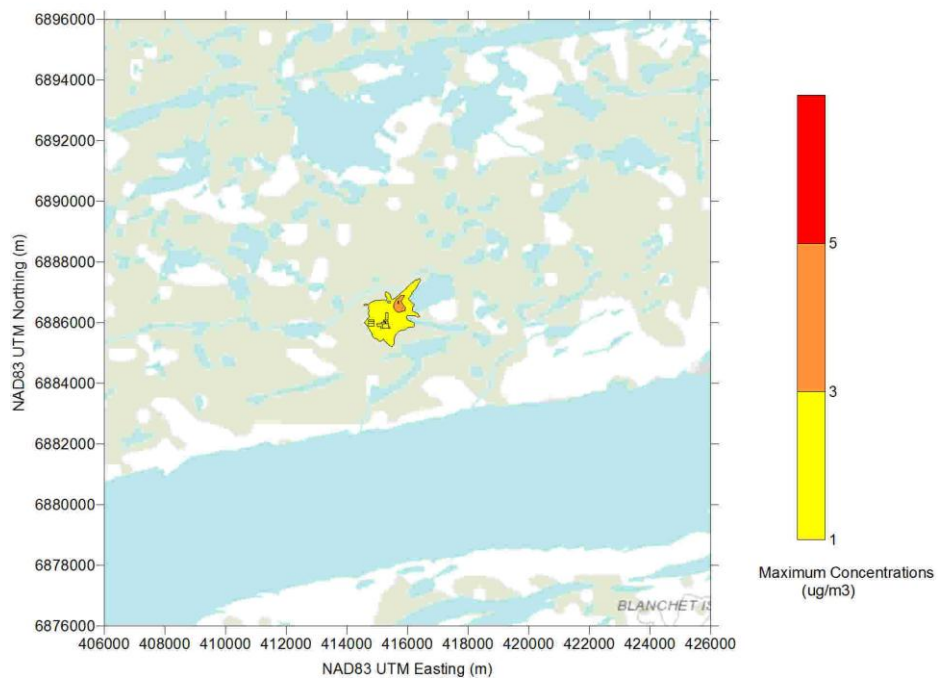 6896000
6894000
6892000
6890000
6888000
6886000
6884000
6882000
6880000
6878000
6876000
NAD83 UTM Northing (m)
406000 408000 410000 412000 414000 416000 418000 420000 422000 424000 426000
NAD83 UTM Easting (m)
BLANCHET IS
5
3
1
Maximum Concentrations
(ug/m3)